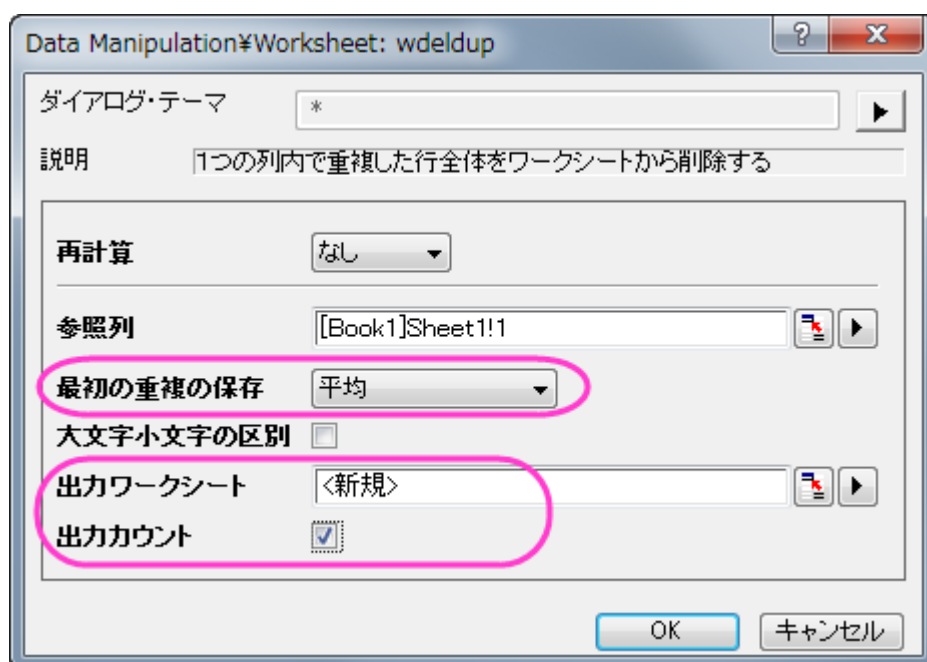 Data Manipulation¥Worksheet: wdeldup
ダイアログ・テーマ *
説明 1つの列内で重複した行全体をワークシートから削除する
再計算 なし
参照列 [Book1]Sheet1!1
最初の重複の保存 平均
大文字小文字の区別
出力ワークシート <新規>
出力カウント
OK キャンセル